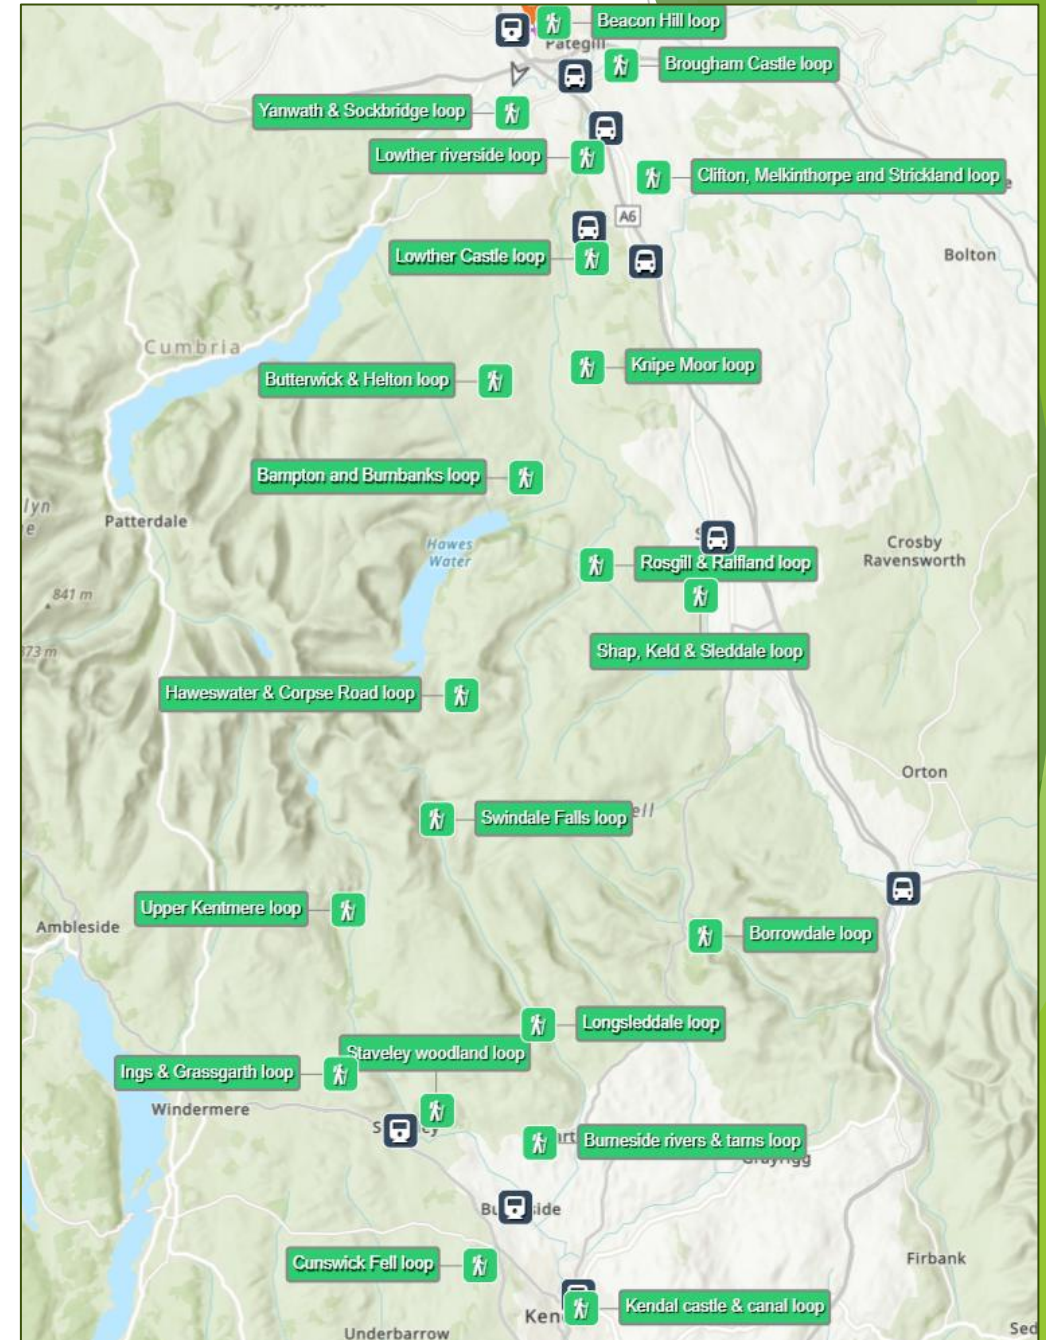 Beacon Hill loop
Pategill
Brougham Castle loop
Yanwath & Sockbridge loop
Lowther riverside loop
Clifton, Melkinthorpe and Strickland loop
A6
Lowther Castle loop
Bolton
Cumbria
Knipe Moor loop
Butterwick & Helton loop
Bampton and Burnbanks loop
Patterdale
Hawes
Water
Crosby
Ravensworth
Rosgill & Ralfland loop
841 m
Shap, Keld & Sleddale loop
Haweswater & Corpse Road loop
Orton
Swindale Falls loop
Upper Kentmere loop
Ambleside
Borrowdale loop
Longsleddale loop
Staveley woodland loop
Ings & Grassgarth loop
Windermere
Burneside rivers & tarns loop
Grayrigg
Cunswick Fell loop
Firbank
Kendal castle & canal loop
Underbarrow